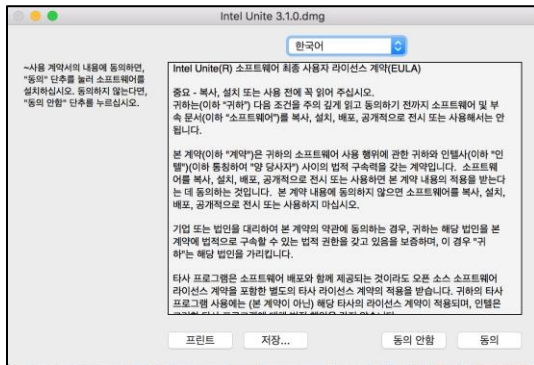 Intel Unite 3.1.0.dmg
한국어
~사용 계약서의 내용에 동의하면,
"동의" 단추를 눌러 소프트웨어를
설치하십시오. 동의하지 않는다면,
"동의 안함" 단추를 누르십시오.
Intel Unite(R) 소프트웨어 최종 사용자 라이선스 계약(EULA)
중요 - 복사, 설치 또는 사용 전에 꼭 읽어 주십시오.
귀하는(이하 "귀하") 다음 조건을 주의 깊게 읽고 동의하기 전까지 소프트웨어 및 부
속 문서(이하 "소프트웨어")를 복사, 설치, 배포, 공개적으로 전시 또는 사용해서는 안
됩니다.
본 계약(이하 "계약")은 귀하의 소프트웨어 사용 행위에 관한 귀하와 인텔사(이하 "인
텔")(이하 통칭하여 "양 당사자") 사이의 법적 구속력을 갖는 계약입니다. 소프트웨
어를 복사, 설치, 배포, 공개적으로 전시 또는 사용하면 본 계약 내용의 적용을 받는다
는 데 동의하는 것입니다. 본 계약 내용에 동의하지 않으면 소프트웨어를 복사, 설치,
배포, 공개적으로 전시 또는 사용하지 마십시오.
기업 또는 법인을 대리하여 본 계약의 약관에 동의하는 경우, 귀하는 해당 법인을 본
계약에 법적으로 구속할 수 있는 법적 권한을 갖고 있음을 보증하며, 이 경우 "귀
하"는 해당 법인을 가리킵니다.
타사 프로그램은 소프트웨어 배포와 함께 제공되는 것이라도 오픈 소스 소프트웨어
라이선스 계약을 포함한 별도의 타사 라이선스 계약의 적용을 받습니다. 귀하의 타사
프로그램 사용에는 (본 계약이 아닌) 해당 타사의 라이선스 계약이 적용되며, 인텔은
프린트
저장...
동의 안함
동의